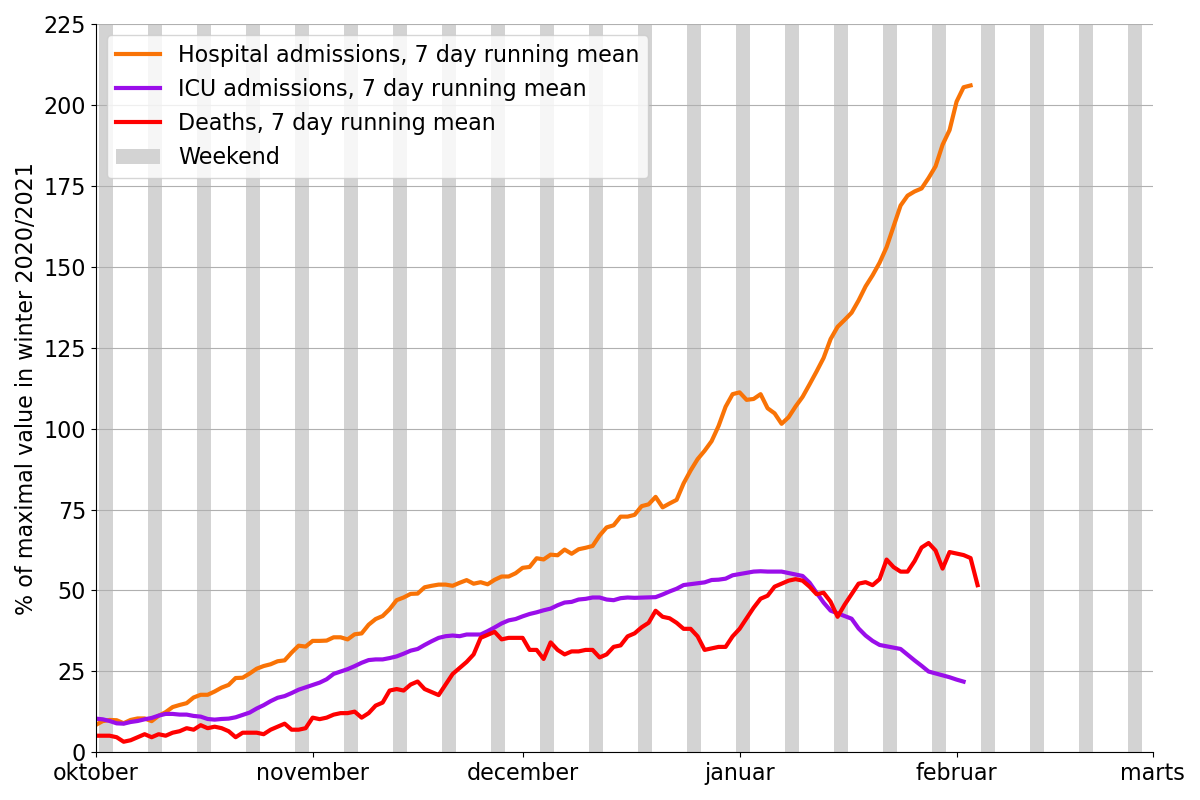 225
200
175
150
125
100
75
50
25
0
% of maximal value in winter 2020/2021
Hospital admissions, 7 day running mean
ICU admissions, 7 day running mean
Deaths, 7 day running mean
Weekend
oktober november december januar februar marts